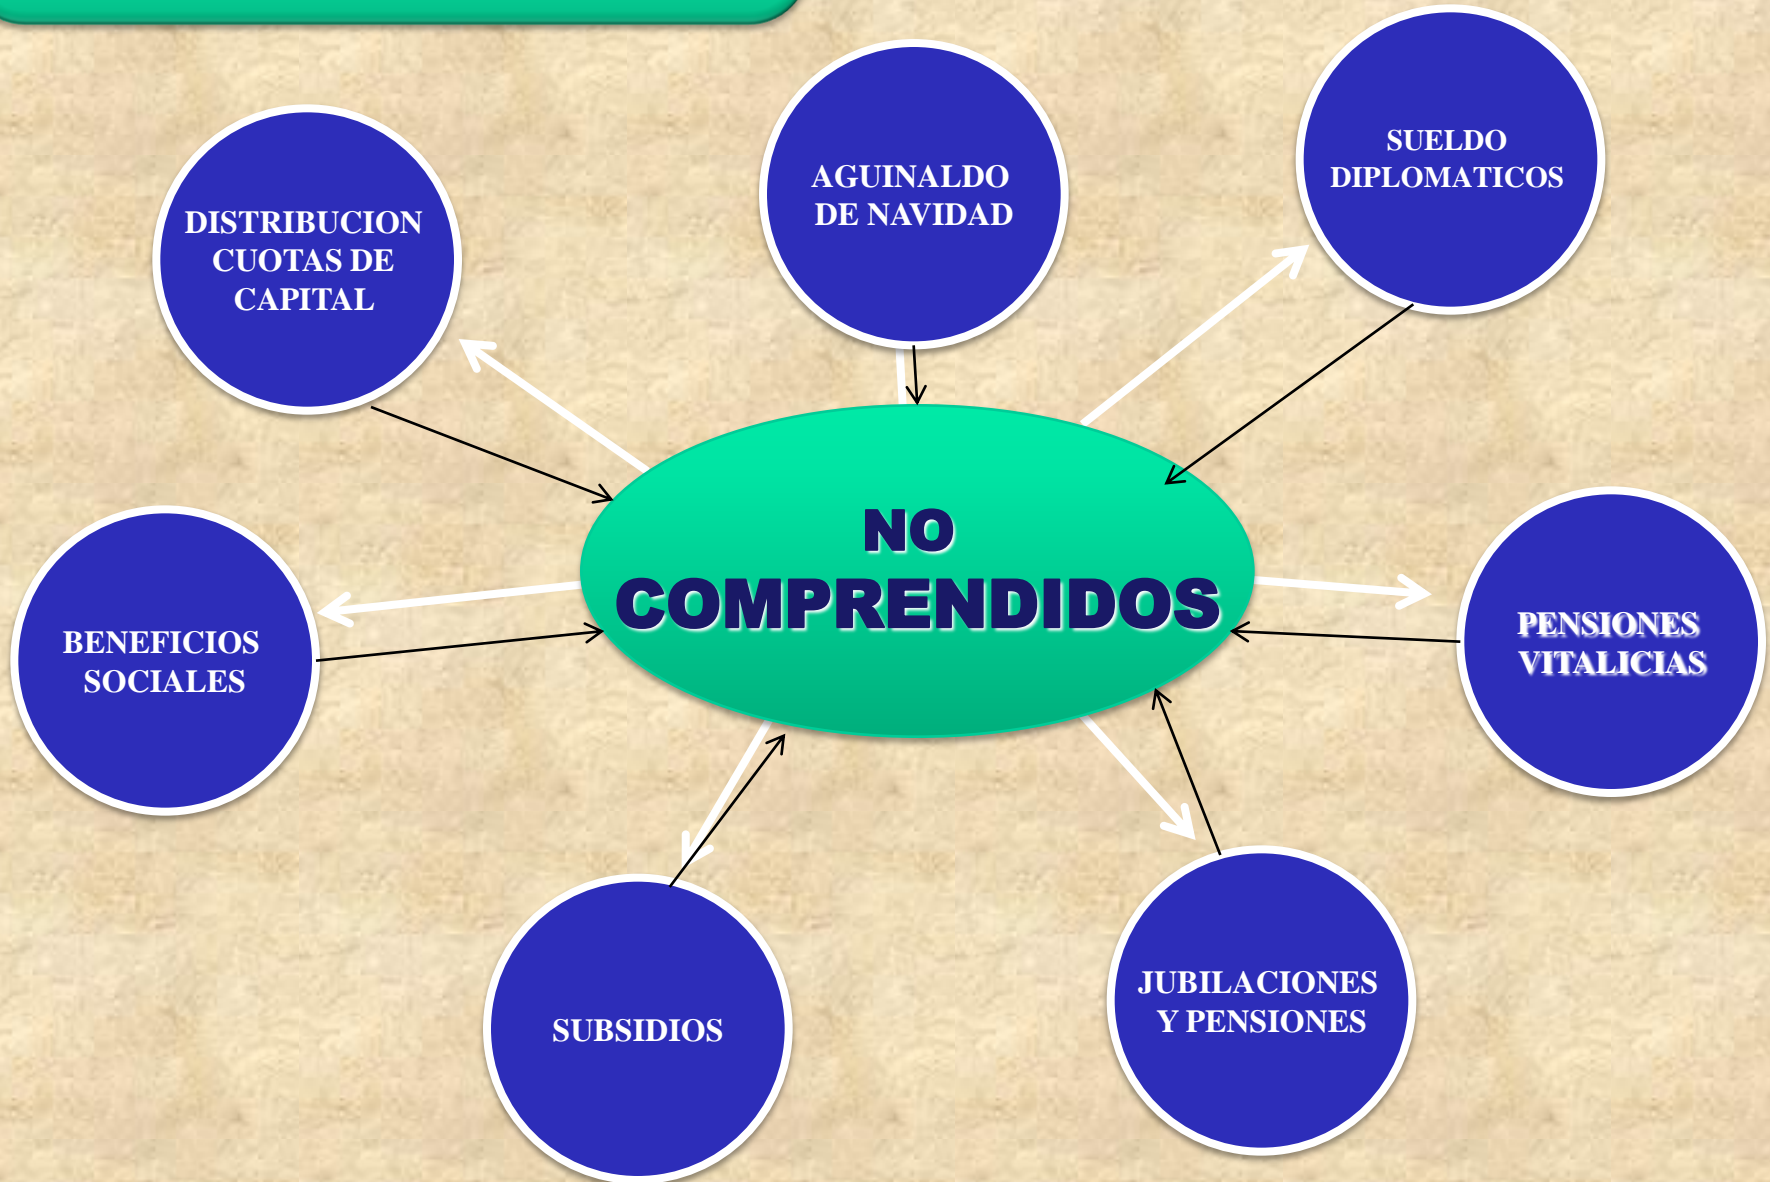 DISTRIBUCION
CUOTAS DE
CAPITAL
AGUINALDO
DE NAVIDAD
SUELDO
DIPLOMATICOS
NO
COMPRENDIDOS
BENEFICIOS
SOCIALES
PENSIONES
VITALICIAS
SUBSIDIOS
JUBILACIONES
Y PENSIONES